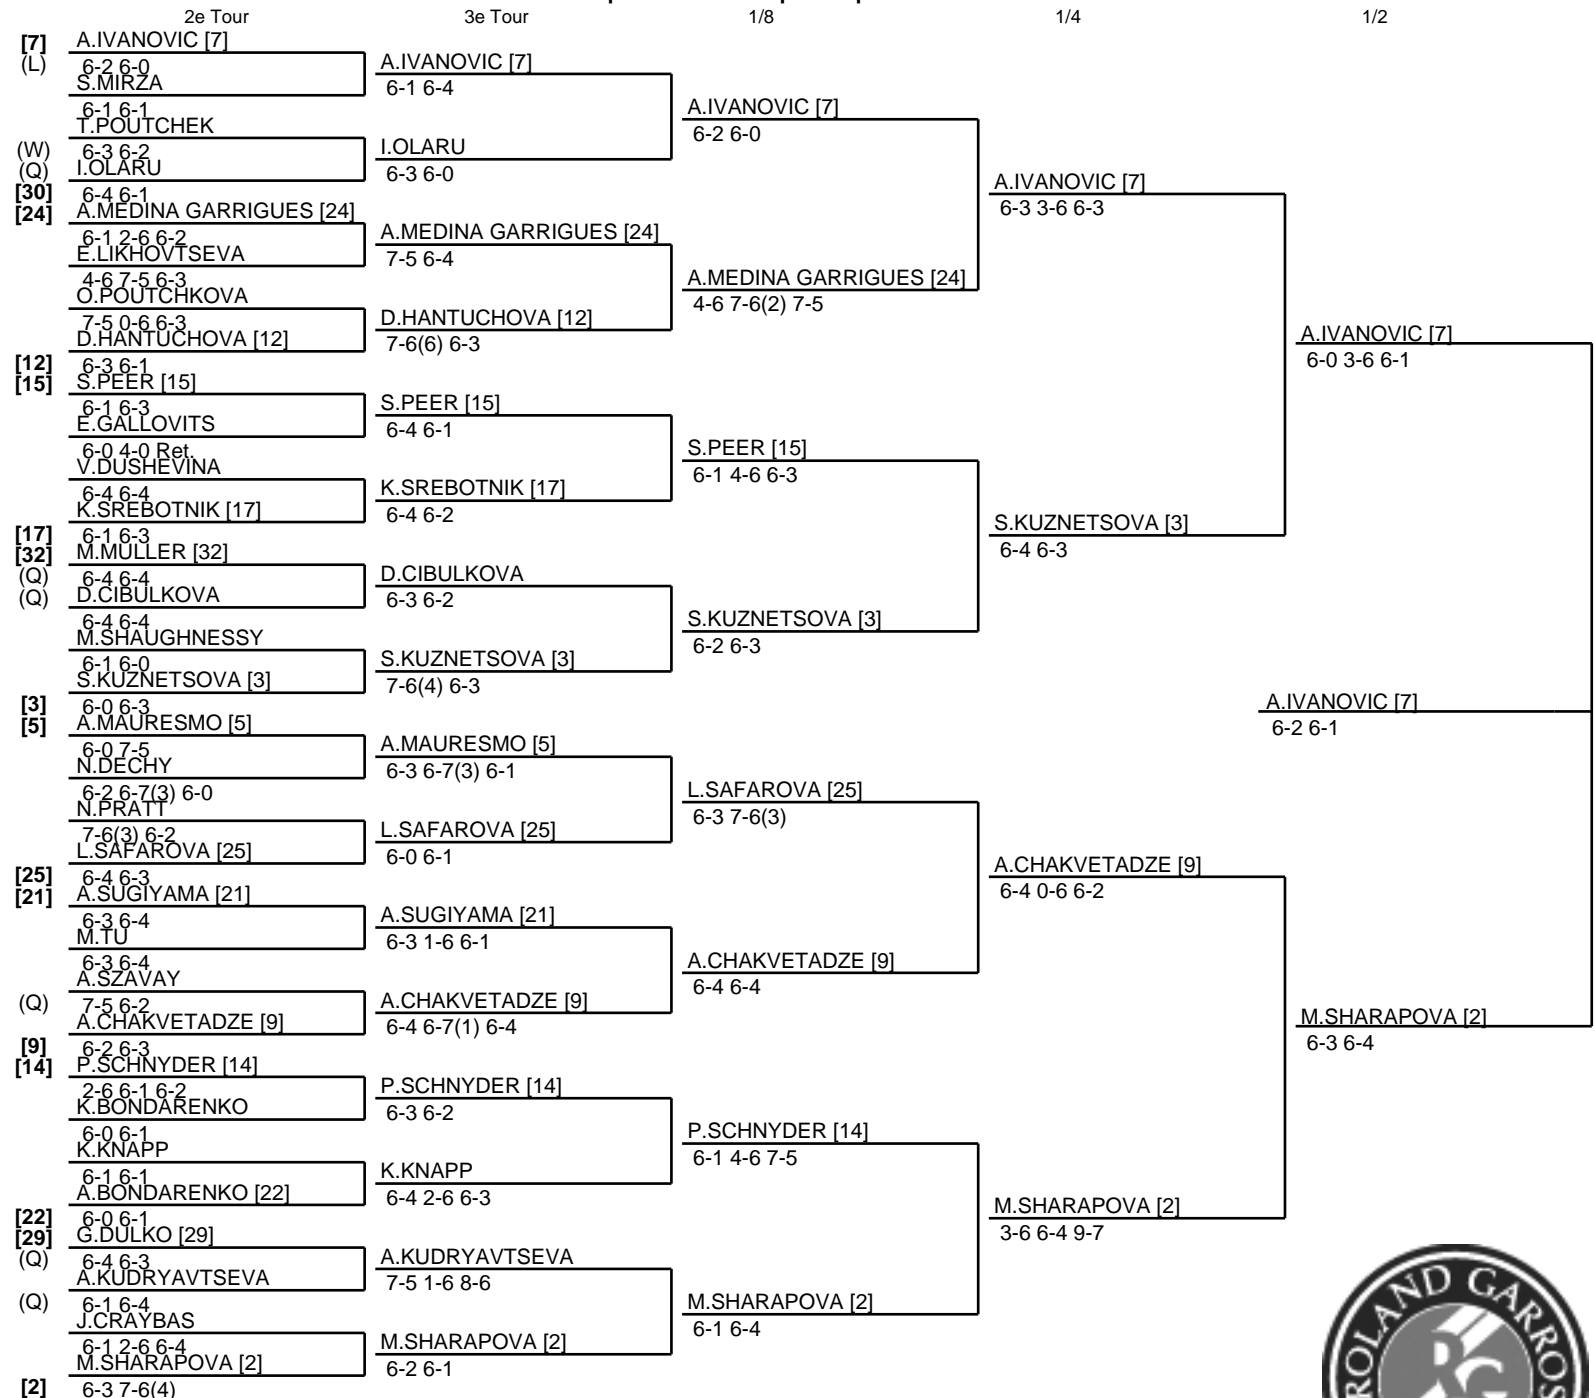 2e Tour 3e Tour 1/8 1/4 1/2
[7] A.IVANOVIC [7]
(L) 6-2 6-0
S.MIRZA
6-1 6-1
T.POUTCHEK
(W) 6-3 6-2
(Q) I.OLARU
[30] 6-4 6-1
[24] A.MEDINA GARRIGUES [24]
6-1 2-6 6-2
E.LIKHOVTSEVA
4-6 7-5 6-3
O.POUTCHKOVA
7-5 0-6 6-3
D.HANTUCHOVA [12]
[12] 6-3 6-1
[15] S.PEER [15]
6-1 6-3
E.GALLOVITS
6-0 4-0 Ret.
V.DUSHEVINA
6-4 6-4
K.SREBOTNIK [17]
[17] 6-1 6-3
[32] M.MULLER [32]
(Q) 6-4 6-4
(Q) D.CIBULKOVA
6-4 6-4
M.SHAUGHNESSY
6-1 6-0
S.KUZNETSOVA [3]
[3] 6-0 6-3
[5] A.MAURESMO [5]
6-0 7-5
N.DECHY
6-2 6-7(3) 6-0
N.PRATT
7-6(3) 6-2
L.SAFAROVA [25]
[25] 6-4 6-3
[21] A.SUGIYAMA [21]
6-3 6-4
M.TU
6-3 6-4
A.SZAVAY
(Q) 7-5 6-2
A.CHAKVETADZE [9]
[9] 6-2 6-3
[14] P.SCHNYDER [14]
2-6 6-1 6-2
K.BONDARENKO
6-0 6-1
K.KNAPP
6-1 6-1
A.BONDARENKO [22]
[22] 6-0 6-1
[29] G.DULKO [29]
(Q) 6-4 6-3
A.KUDRYAVTSEVA
(Q) 6-1 6-4
J.CRAYBAS
6-1 2-6 6-4
M.SHARAPOVA [2]
[2] 6-3 7-6(4)
A.IVANOVIC [7]
6-1 6-4
I.OLARU
6-3 6-0
A.MEDINA GARRIGUES [24]
7-5 6-4
D.HANTUCHOVA [12]
7-6(6) 6-3
S.PEER [15]
6-4 6-1
K.SREBOTNIK [17]
6-4 6-2
D.CIBULKOVA
6-3 6-2
S.KUZNETSOVA [3]
7-6(4) 6-3
A.MAURESMO [5]
6-3 6-7(3) 6-1
L.SAFAROVA [25]
6-0 6-1
A.SUGIYAMA [21]
6-3 1-6 6-1
A.CHAKVETADZE [9]
6-4 6-7(1) 6-4
P.SCHNYDER [14]
6-3 6-2
K.KNAPP
6-4 2-6 6-3
A.KUDRYAVTSEVA
7-5 1-6 8-6
M.SHARAPOVA [2]
6-2 6-1
A.IVANOVIC [7]
6-2 6-0
A.MEDINA GARRIGUES [24]
4-6 7-6(2) 7-5
S.PEER [15]
6-1 4-6 6-3
S.KUZNETSOVA [3]
6-2 6-3
L.SAFAROVA [25]
6-3 7-6(3)
A.CHAKVETADZE [9]
6-4 6-4
P.SCHNYDER [14]
6-1 4-6 7-5
M.SHARAPOVA [2]
6-1 6-4
A.IVANOVIC [7]
6-3 3-6 6-3
S.KUZNETSOVA [3]
6-4 6-3
A.CHAKVETADZE [9]
6-4 0-6 6-2
M.SHARAPOVA [2]
3-6 6-4 9-7
A.IVANOVIC [7]
6-0 3-6 6-1
A.IVANOVIC [7]
6-2 6-1
M.SHARAPOVA [2]
6-3 6-4
ROLAND GARROS
RG